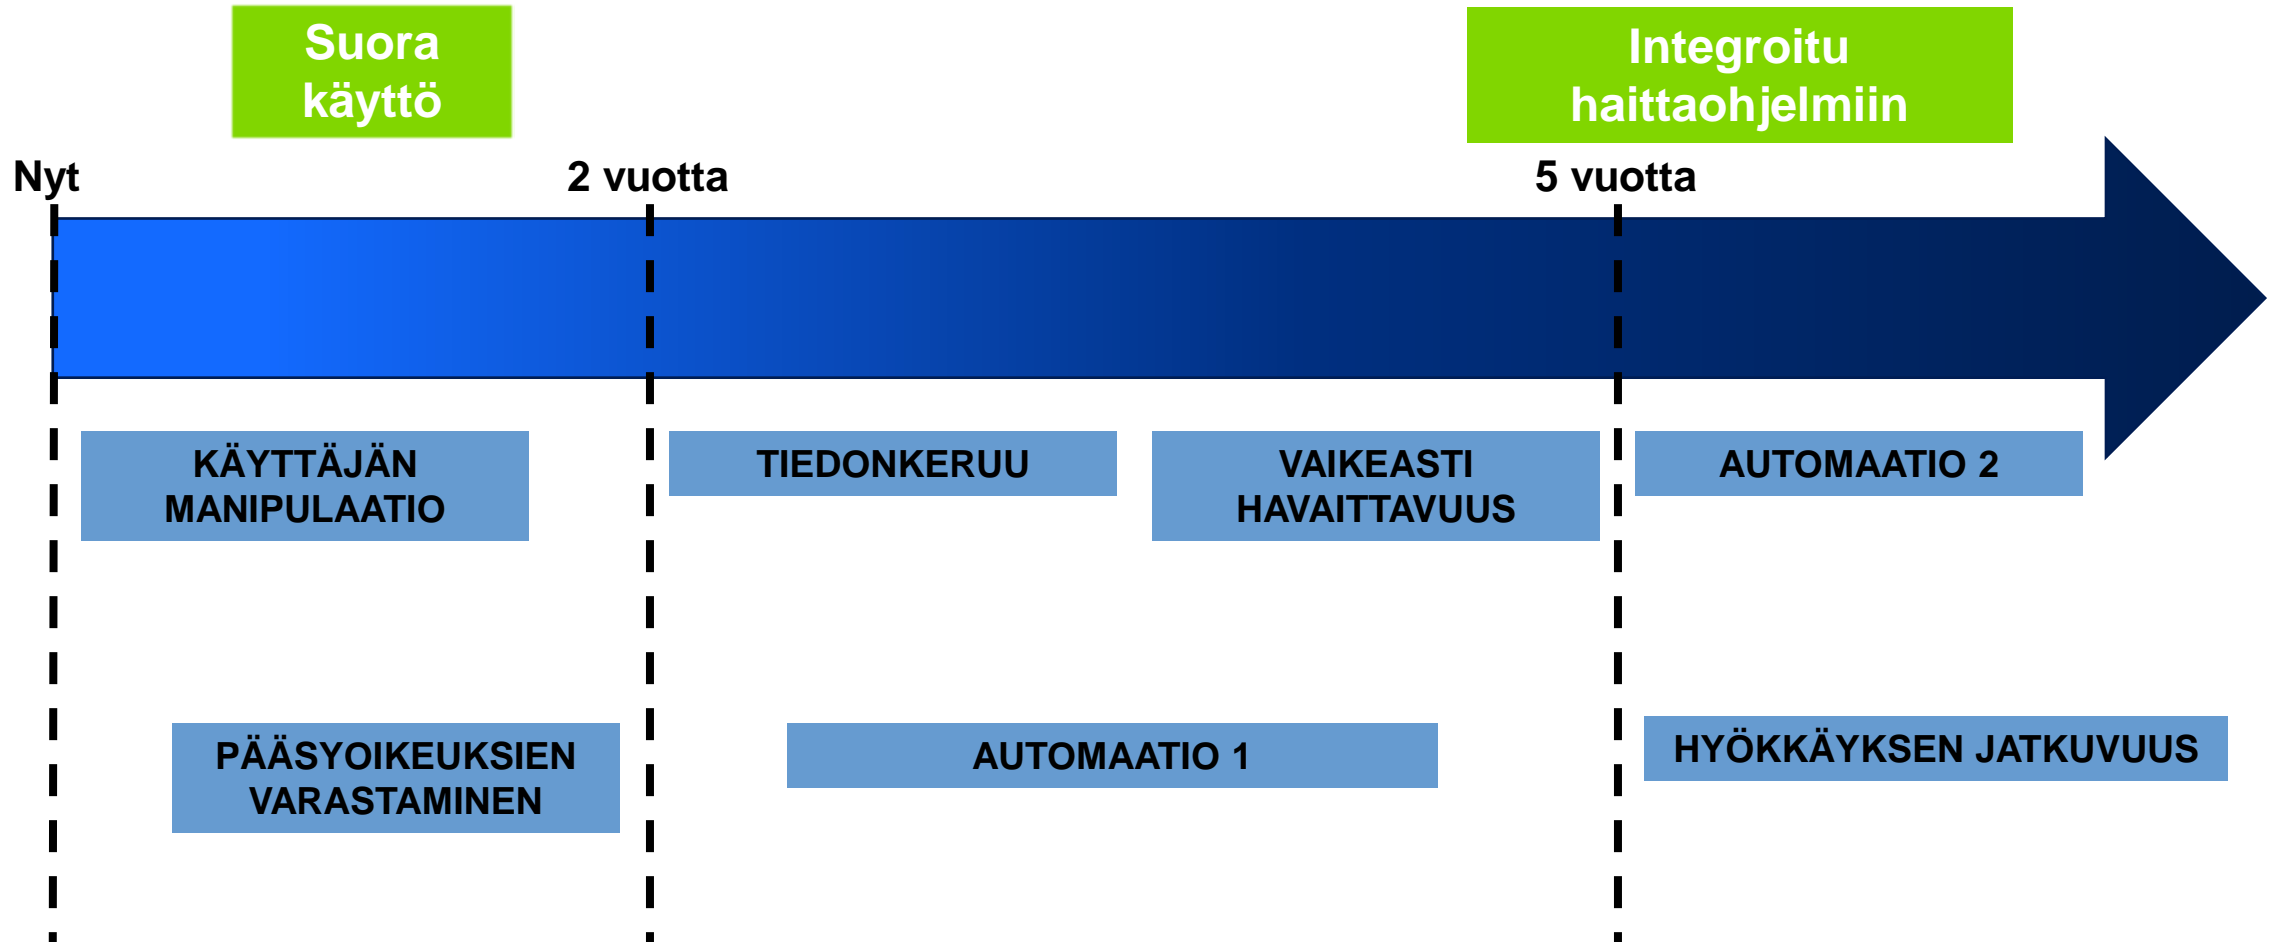 Suora
käyttö
Integroitu
haittaohjelmiin
Nyt
2 vuotta
5 vuotta
KÄYTTÄJÄN
MANIPULAATIO
TIEDONKERUU
VAIKEASTI
HAVAITTAVUUS
AUTOMAATIO 2
PÄÄSYOIKEUKSIEN
VARASTAMINEN
AUTOMAATIO 1
HYÖKKÄYKSEN JATKUVUUS